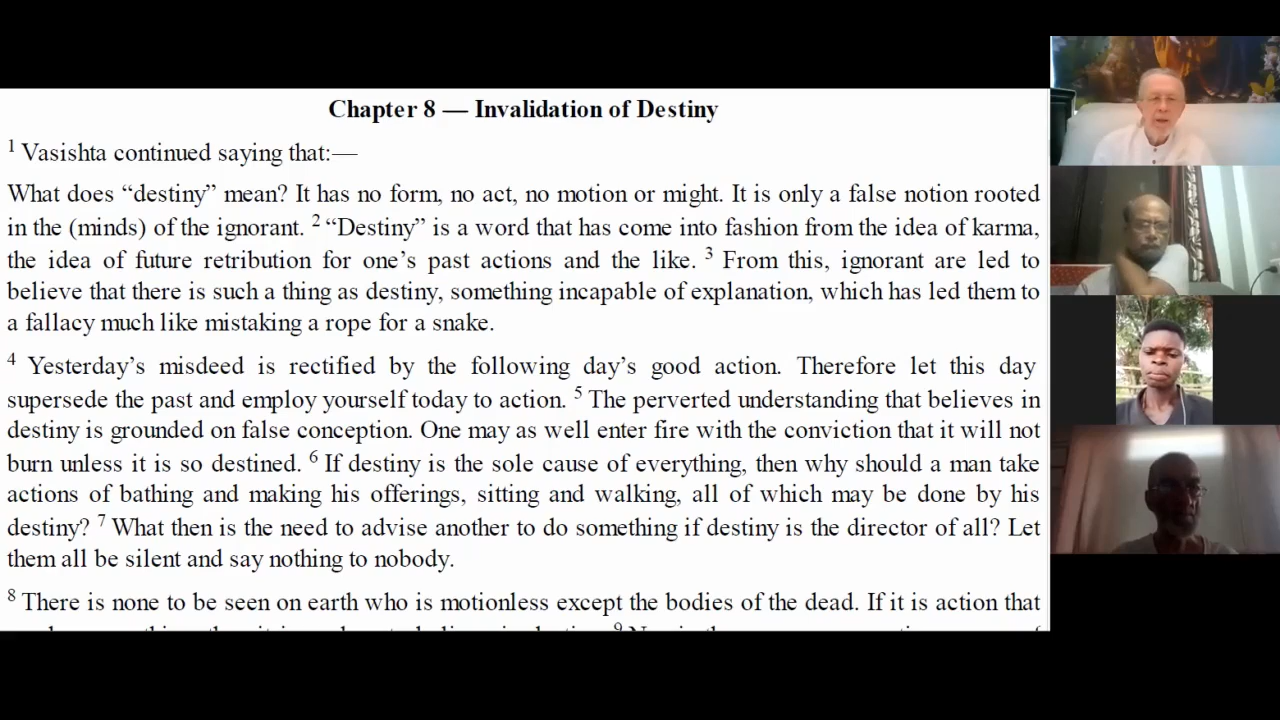 Chapter 8 — Invalidation of Destiny
1 Vasishta continued saying that:—
What does “destiny” mean? It has no form, no act, no motion or might. It is only a false notion rooted
in the (minds) of the ignorant. 2 “Destiny” is a word that has come into fashion from the idea of karma,
the idea of future retribution for one’s past actions and the like. 3 From this, ignorant are led to
believe that there is such a thing as destiny, something incapable of explanation, which has led them to
a fallacy much like mistaking a rope for a snake.
4 Yesterday’s misdeed is rectified by the following day’s good action. Therefore let this day
supersede the past and employ yourself today to action. 5 The perverted understanding that believes in
destiny is grounded on false conception. One may as well enter fire with the conviction that it will not
burn unless it is so destined. 6 If destiny is the sole cause of everything, then why should a man take
actions of bathing and making his offerings, sitting and walking, all of which may be done by his
destiny? 7 What then is the need to advise another to do something if destiny is the director of all? Let
them all be silent and say nothing to nobody.
8 There is none to be seen on earth who is motionless except the bodies of the dead. If it is action that